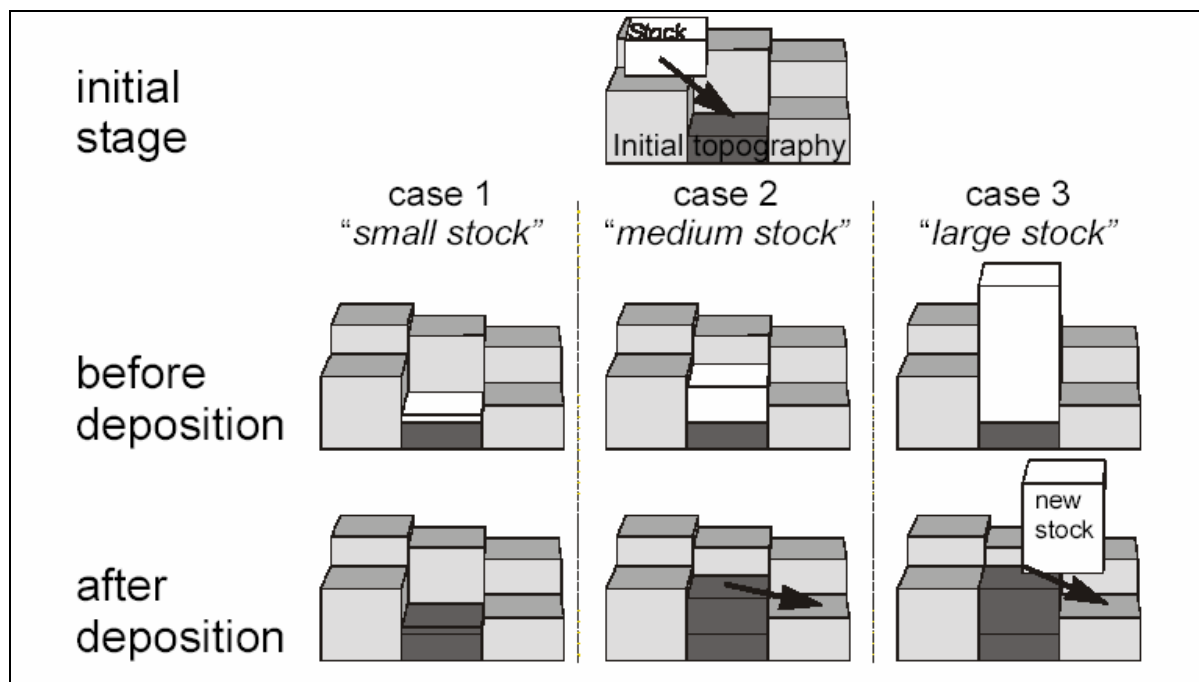 Stock
initial
stage
Initial topography
case 1
“small stock”
case 2
“medium stock”
case 3
“large stock”
before
deposition
new
stock
after
deposition